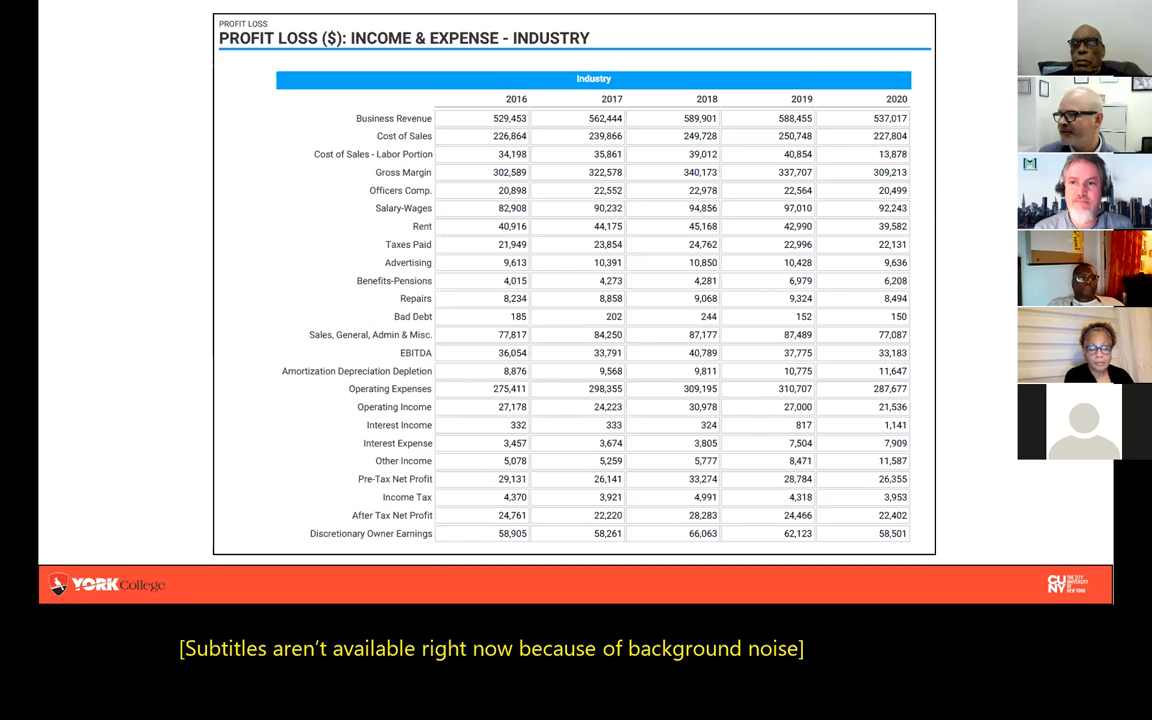 PROFIT LOSS
PROFIT LOSS ($): INCOME & EXPENSE - INDUSTRY
Industry
2016 2017 2018 2019 2020
Business Revenue 529,453 562,444 589,901 588,455 537,017
Cost of Sales 226,864 239,866 249,728 250,748 227,804
Cost of Sales - Labor Portion 34,198 35,861 39,012 40,854 13,878
Gross Margin 302,589 322,578 340,173 337,707 309,213
Officers Comp. 20,898 22,552 22,978 22,564 20,499
Salary-Wages 82,908 90,232 94,856 97,010 92,243
Rent 40,916 44,175 45,168 42,990 39,582
Taxes Paid 21,949 23,854 24,762 22,996 22,131
Advertising 9,613 10,391 10,850 10,428 9,636
Benefits-Pensions 4,015 4,273 4,281 6,979 6,208
Repairs 8,234 8,858 9,068 9,324 8,494
Bad Debt 185 202 244 152 150
Sales, General, Admin & Misc. 77,817 84,250 87,177 87,489 77,087
EBITDA 36,054 33,791 40,789 37,775 33,183
Amortization Depreciation Depletion 8,876 9,568 9,811 10,775 11,647
Operating Expenses 275,411 298,355 309,195 310,707 287,677
Operating Income 27,178 24,223 30,978 27,000 21,536
Interest Income 332 333 324 817 1,141
Interest Expense 3,457 3,674 3,805 7,504 7,909
Other Income 5,078 5,259 5,777 8,471 11,587
Pre-Tax Net Profit 29,131 26,141 33,274 28,784 26,355
Income Tax 4,370 3,921 4,991 4,318 3,953
After Tax Net Profit 24,761 22,220 28,283 24,466 22,402
Discretionary Owner Earnings 58,905 58,261 66,063 62,123 58,501
YORK College
CUNY
THE CITY
UNIVERSITY
OF
NEW YORK
[Subtitles aren't available right now because of background noise]